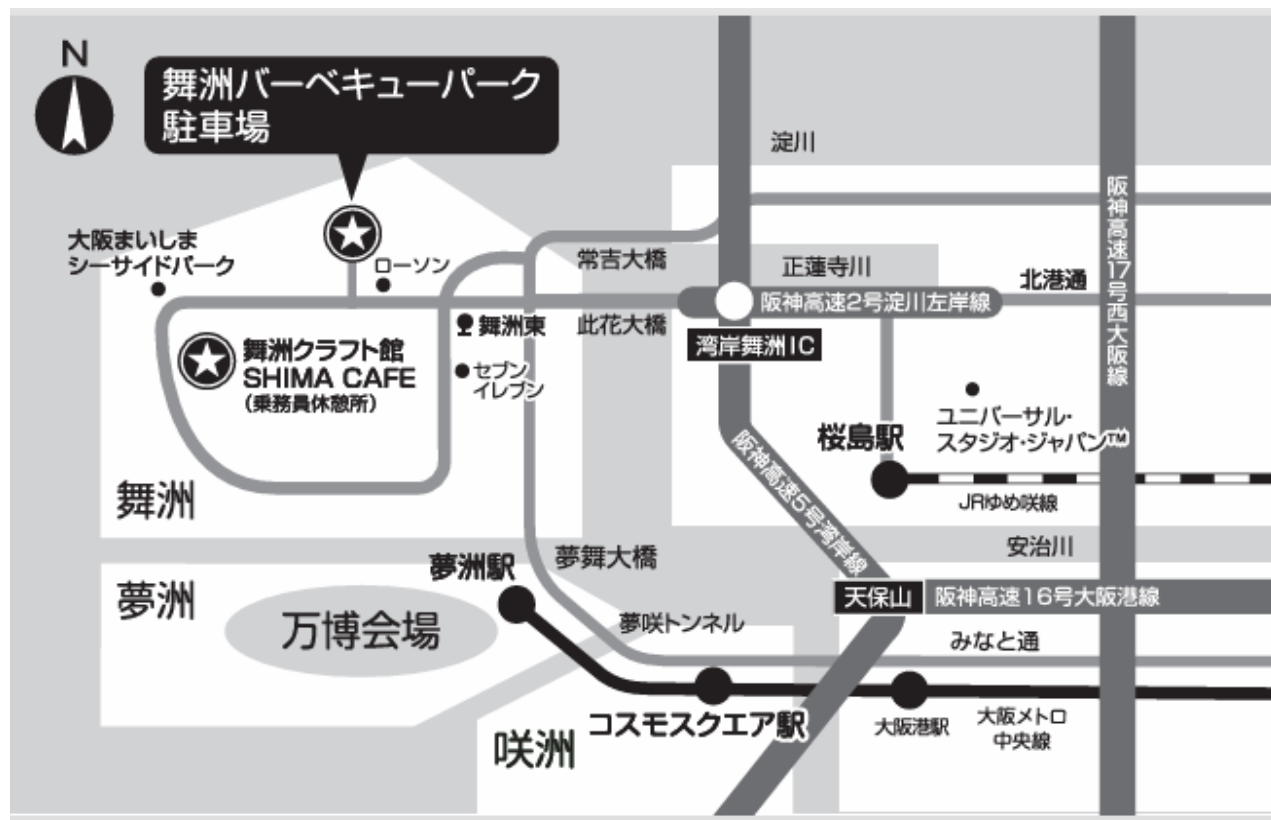 N
舞洲バーベキューパーク
駐車場
淀川
大阪まいしま
シーサイドパーク
ローソン
常吉大橋
正蓮寺川
北港通
阪神高速17号西大阪線
阪神高速2号淀川左岸線
舞洲東
此花大橋
湾岸舞洲IC
舞洲クラフト館
SHIMA CAFE
(乗務員休憩所)
セブン
イレブン
桜島駅
ユニバーサル・
スタジオ・ジャパン™
阪神高速5号湾岸線
JRゆめ咲線
舞洲
安治川
夢洲駅
夢舞大橋
夢洲
万博会場
天保山
阪神高速16号大阪港線
夢咲トンネル
みなと通
コスモスクエア駅
大阪港駅
大阪メトロ
中央線
咲洲